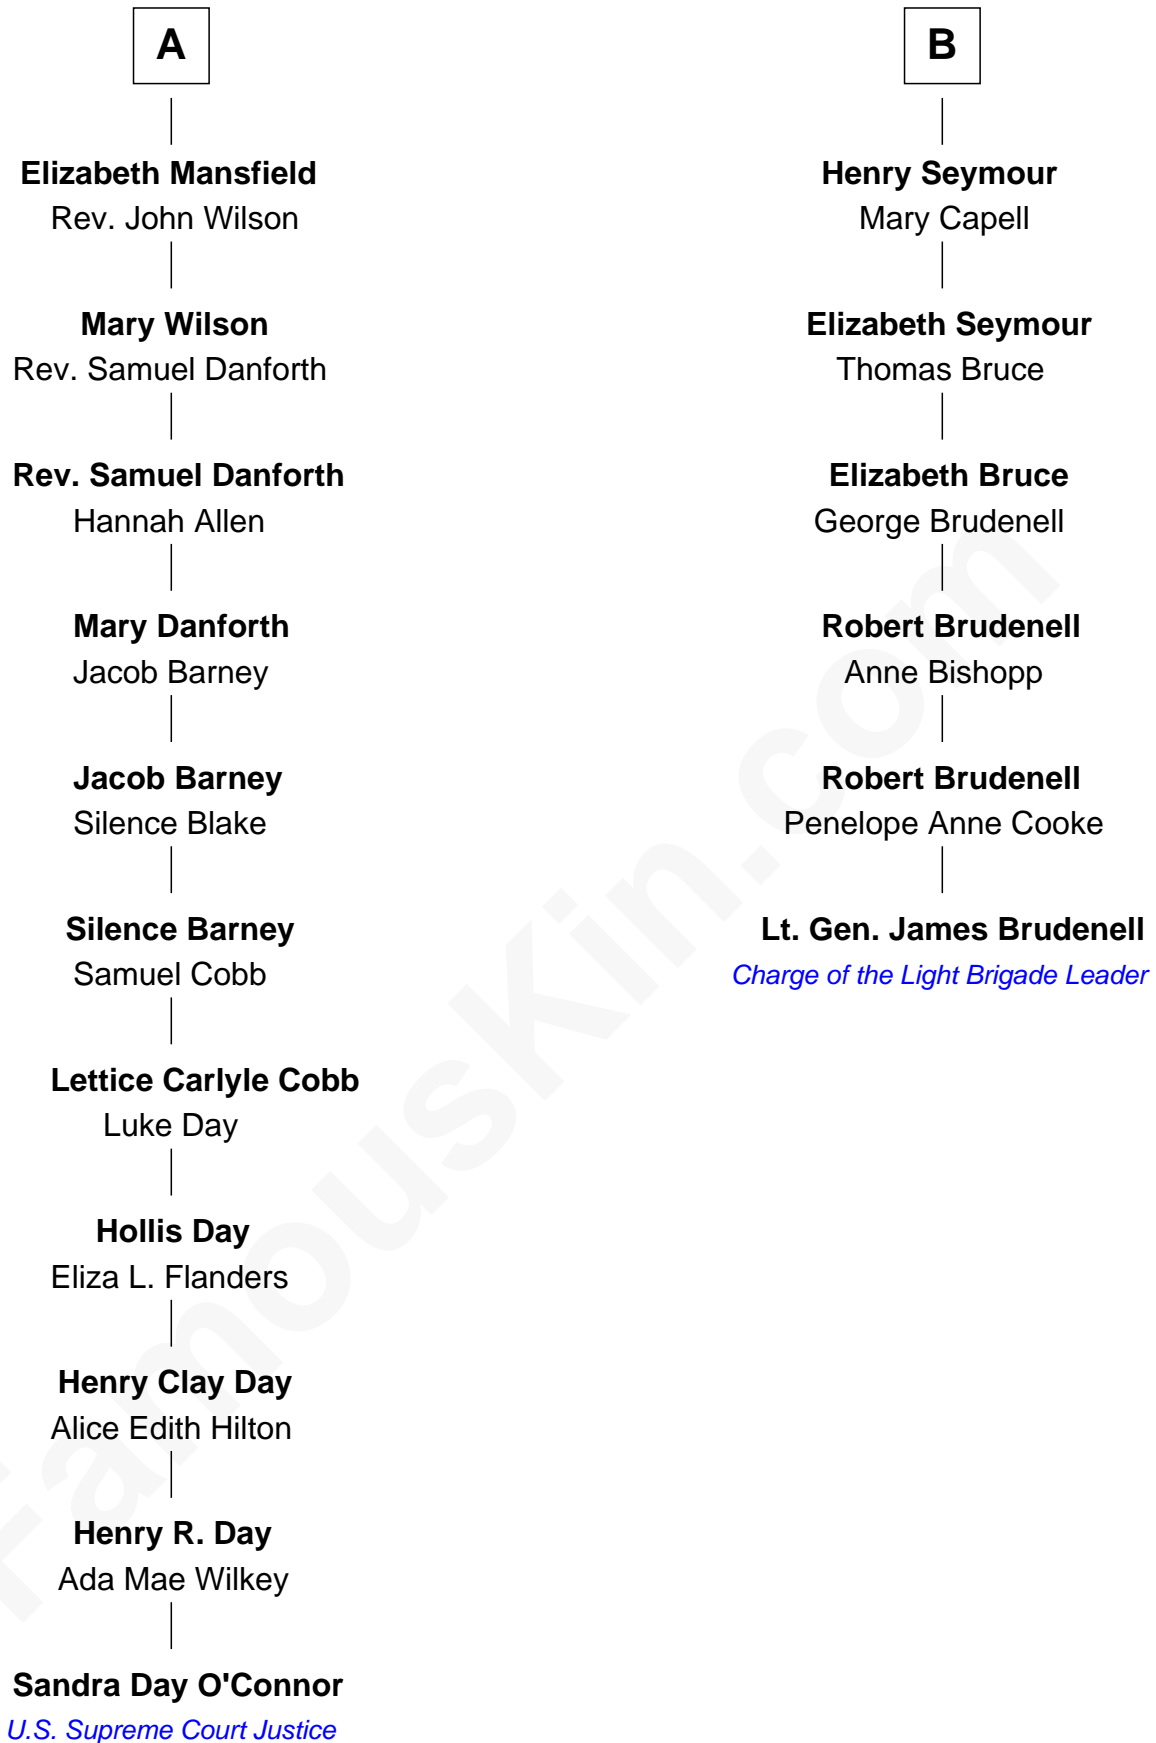 A
Elizabeth Mansfield
Rev. John Wilson
Mary Wilson
Rev. Samuel Danforth
Rev. Samuel Danforth
Hannah Allen
Mary Danforth
Jacob Barney
Jacob Barney
Silence Blake
Silence Barney
Samuel Cobb
Lettice Carlyle Cobb
Luke Day
Hollis Day
Eliza L. Flanders
Henry Clay Day
Alice Edith Hilton
Henry R. Day
Ada Mae Wilkey
Sandra Day O'Connor
U.S. Supreme Court Justice
B
Henry Seymour
Mary Capell
Elizabeth Seymour
Thomas Bruce
Elizabeth Bruce
George Brudenell
Robert Brudenell
Anne Bishopp
Robert Brudenell
Penelope Anne Cooke
Lt. Gen. James Brudenell
Charge of the Light Brigade Leader
FamousKin.com